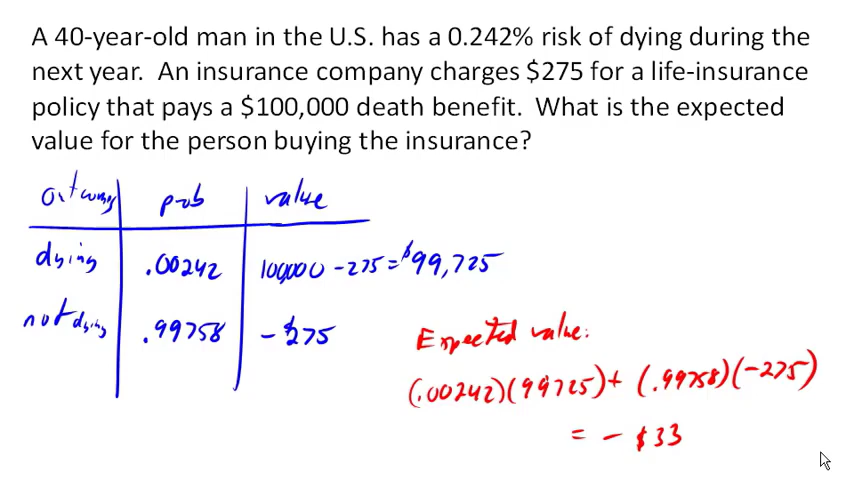 A 40-year-old man in the U.S. has a 0.242% risk of dying during the
next year. An insurance company charges $275 for a life-insurance
policy that pays a $100,000 death benefit. What is the expected
value for the person buying the insurance?
outcomes prob value
dying .00242 100,000 - 275 = $99,725
not dying .99758 - $275
Expected value:
(.00242)(99725) + (.99758)(-275)
= - $33